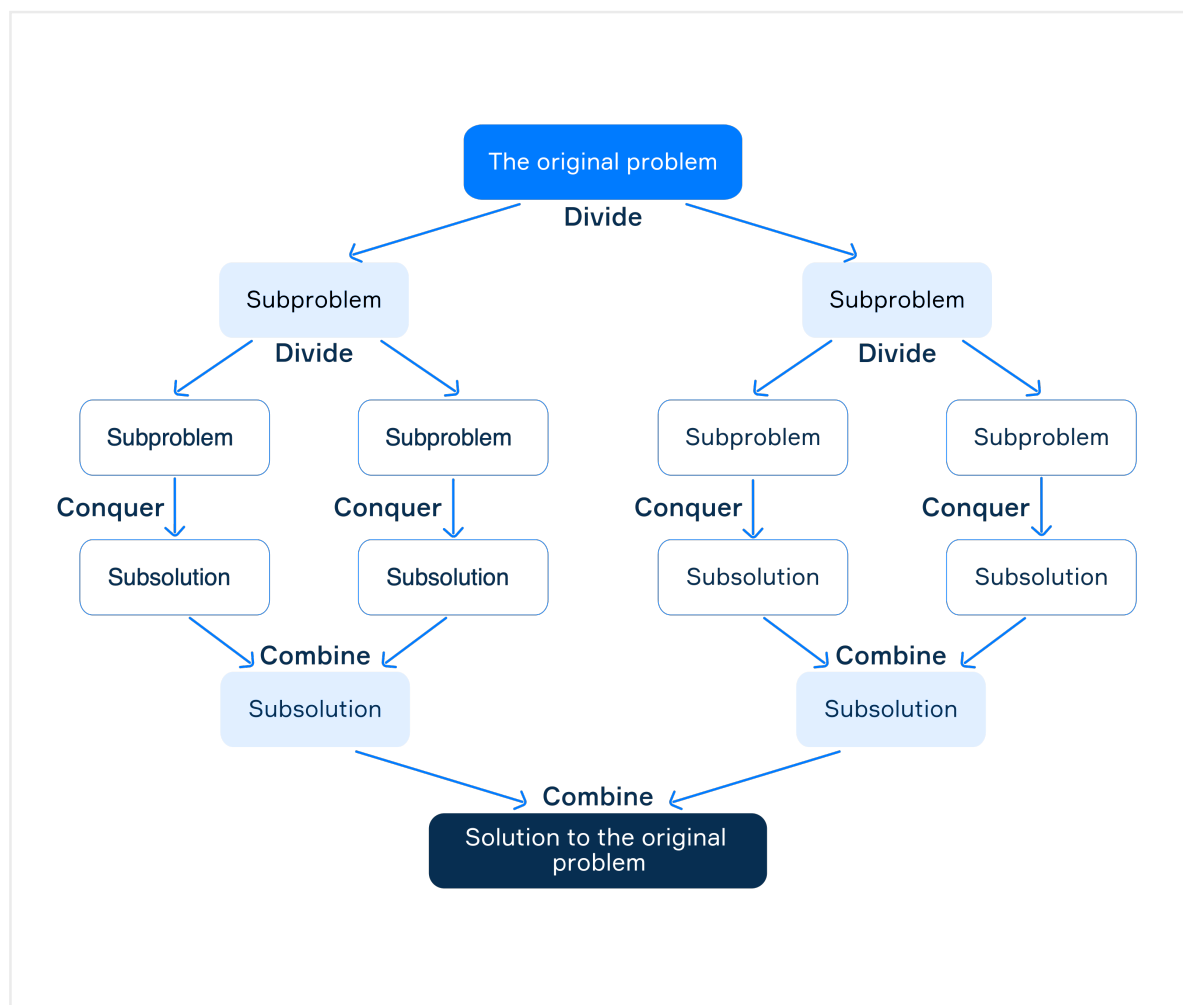 The original problem
Divide
Subproblem
Subproblem
Divide
Divide
Subproblem
Subproblem
Subproblem
Subproblem
Conquer
Conquer
Conquer
Conquer
Subsolution
Subsolution
Subsolution
Subsolution
Combine
Combine
Subsolution
Subsolution
Combine
Solution to the original
problem